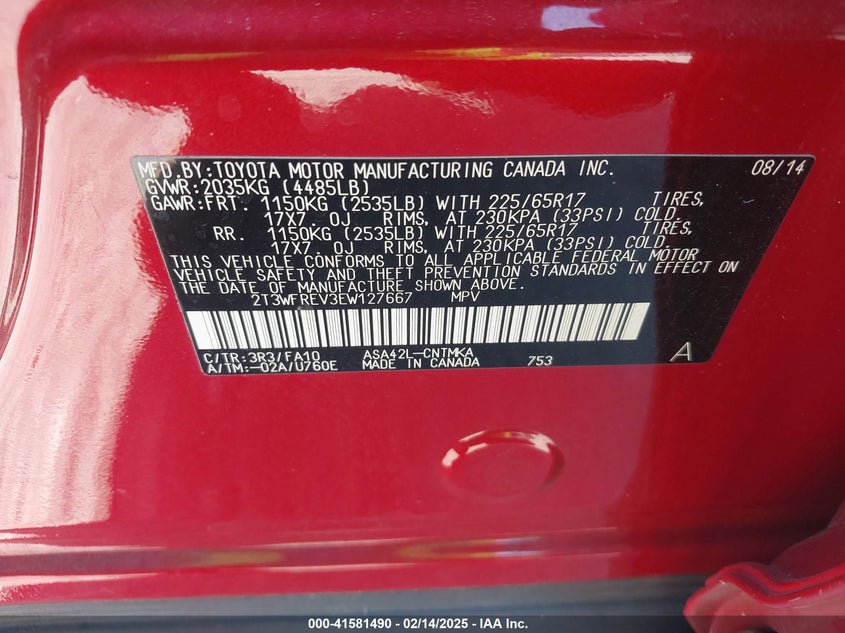 MFD.BY:TOYOTA MOTOR MANUFACTURING CANADA INC. 08/14
GVWR:2035KG (4485LB)
GAWR:FRT. 1150KG (2535LB) WITH 225/65R17 TIRES,
17X7.0J RIMS, AT 230KPA (33PSI) COLD.
RR. 1150KG (2535LB) WITH 225/65R17 TIRES,
17X7.0J RIMS, AT 230KPA (33PSI) COLD.
THIS VEHICLE CONFORMS TO ALL APPLICABLE FEDERAL MOTOR
VEHICLE SAFETY AND THEFT PREVENTION STANDARDS IN EFFECT ON
THE DATE OF MANUFACTURE SHOWN ABOVE.
2T3WFREV3EW127667 MPV
C/TR:3R3/FA10 ASA42L-CNTMKA
A/TM:-02A/U760E MADE IN CANADA 753 A
000-41581490 - 02/14/2025 - IAA Inc.